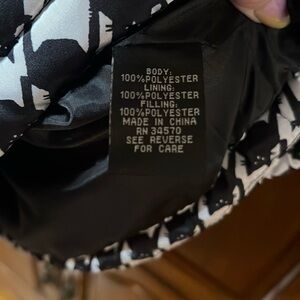 BODY:
100%POLYESTER
LINING:
100%POLYESTER
FILLING:
100%POLYESTER
MADE IN CHINA
RN 34570
SEE REVERSE
FOR CARE